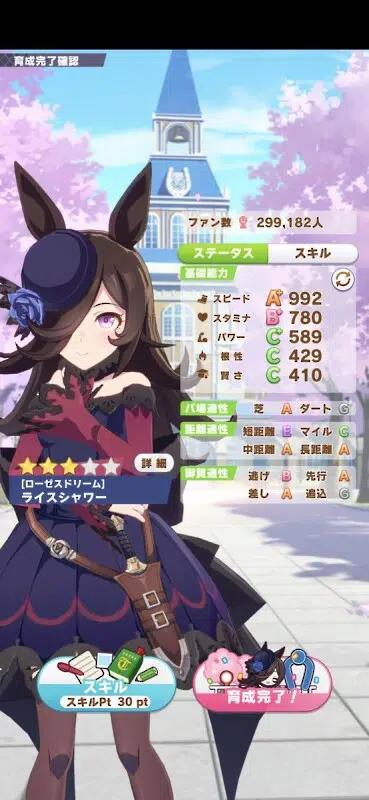 育成完了確認
ファン数 299,182人
ステータス スキル
基礎能力
スピード A+ 992
スタミナ B+ 780
パワー C+ 589
根性 C 429
賢さ C 410
バ場適性 芝 A ダート G
距離適性 短距離 E マイル C
中距離 A 長距離 A
脚質適性 逃げ B 先行 A
差し A 追込 G
詳細
[ローゼスドリーム]
ライスシャワー
スキル
スキルPt 30 pt
育成完了！